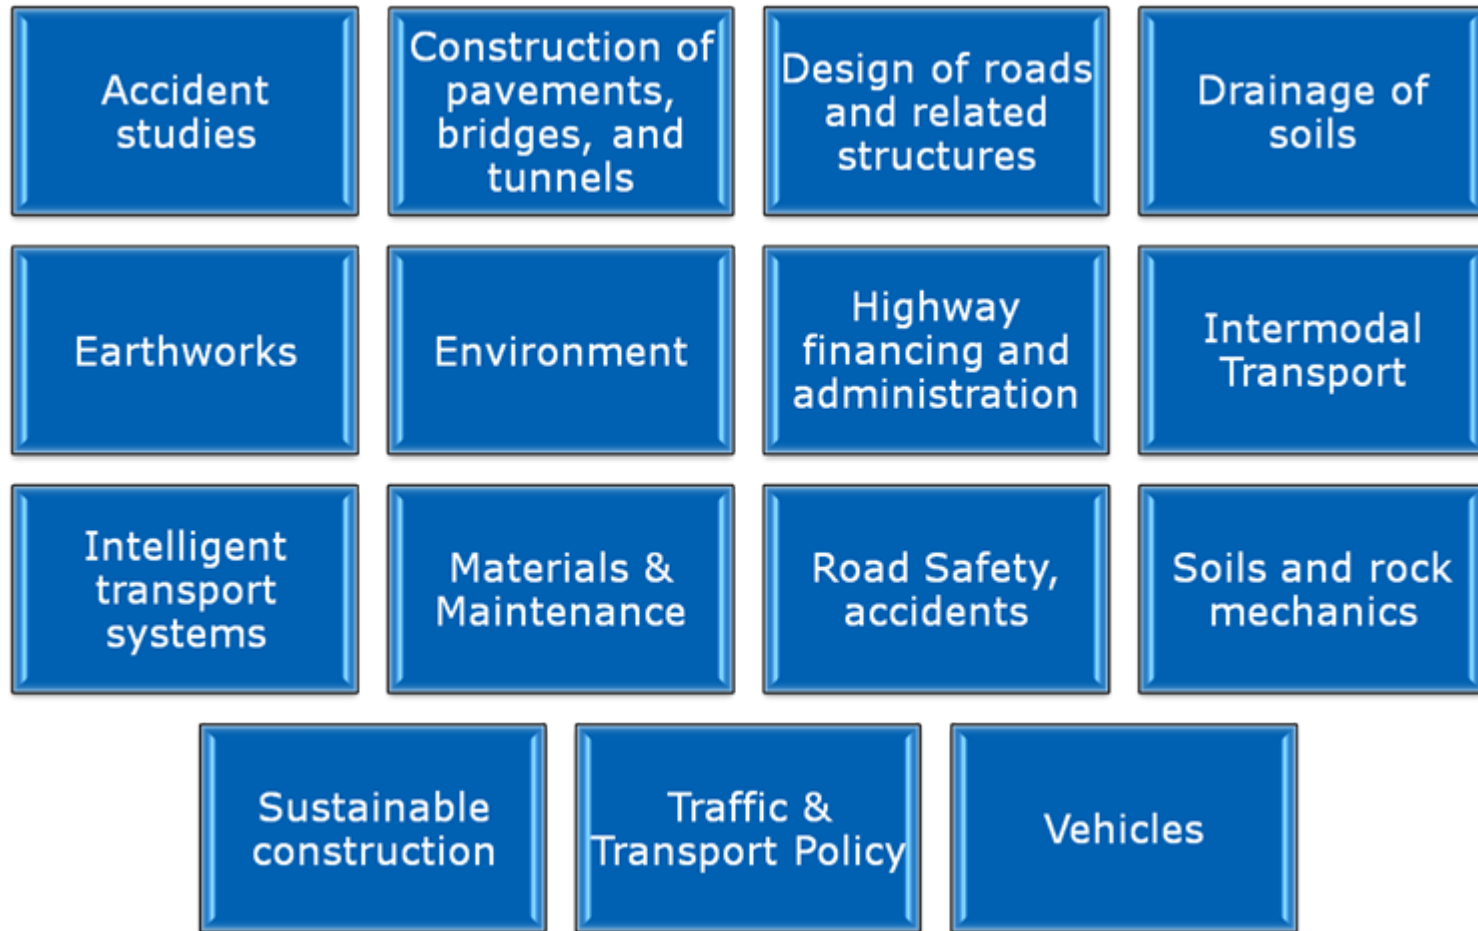 Accident
studies
Construction of
pavements,
bridges, and
tunnels
Design of roads
and related
structures
Drainage of
soils
Earthworks
Environment
Highway
financing and
administration
Intermodal
Transport
Intelligent
transport
systems
Materials &
Maintenance
Road Safety,
accidents
Soils and rock
mechanics
Sustainable
construction
Traffic &
Transport Policy
Vehicles